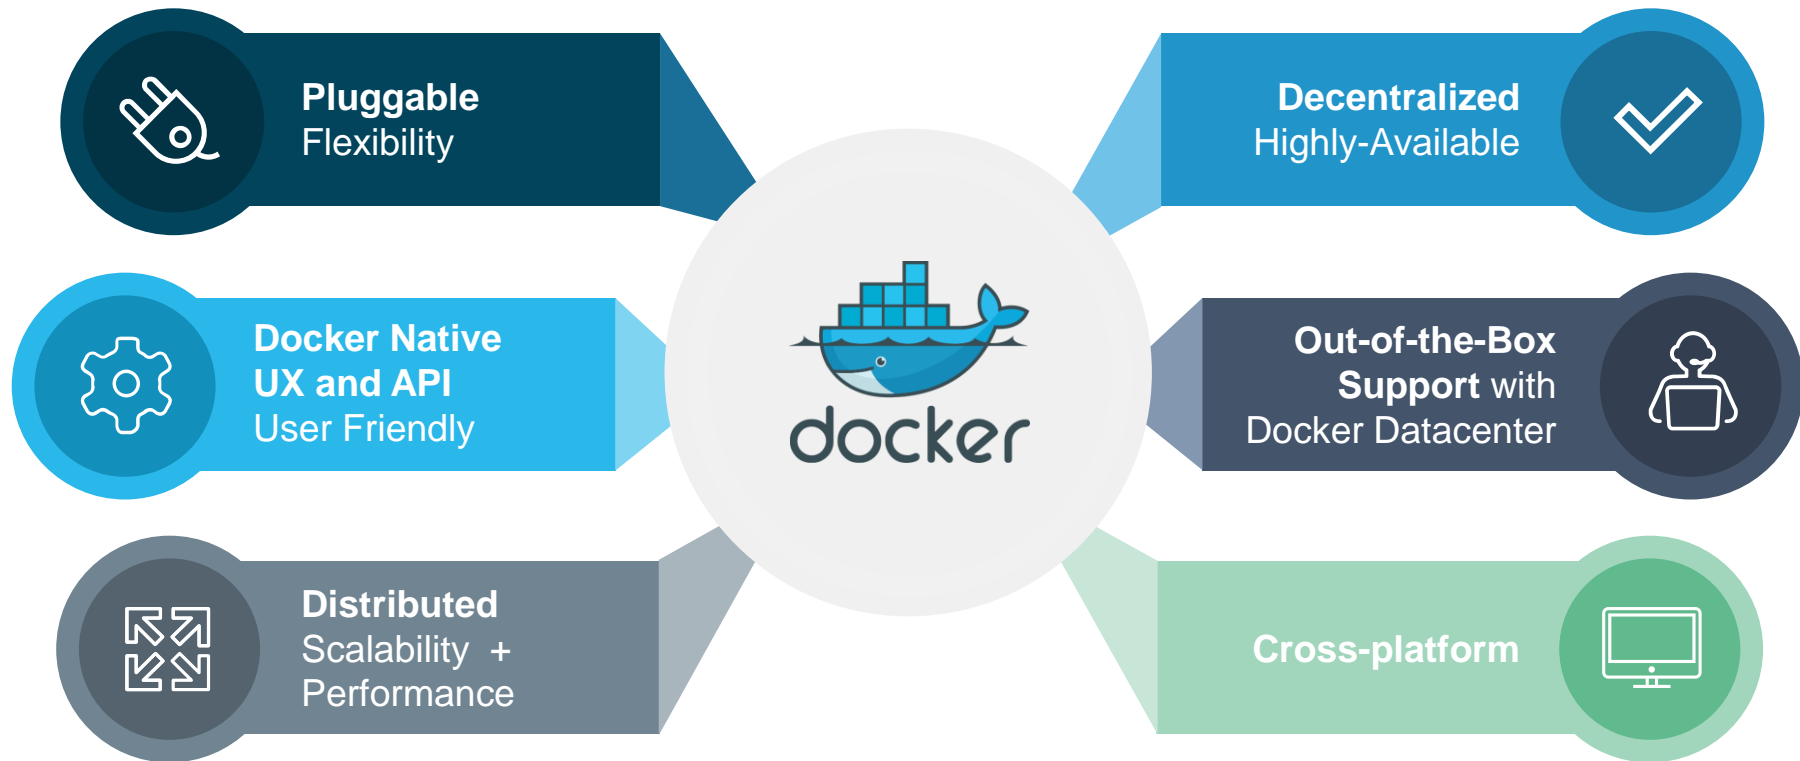 Pluggable
Flexibility
Docker Native
UX and API
User Friendly
Distributed
Scalability +
Performance
docker
Decentralized
Highly-Available
Out-of-the-Box
Support with
Docker Datacenter
Cross-platform